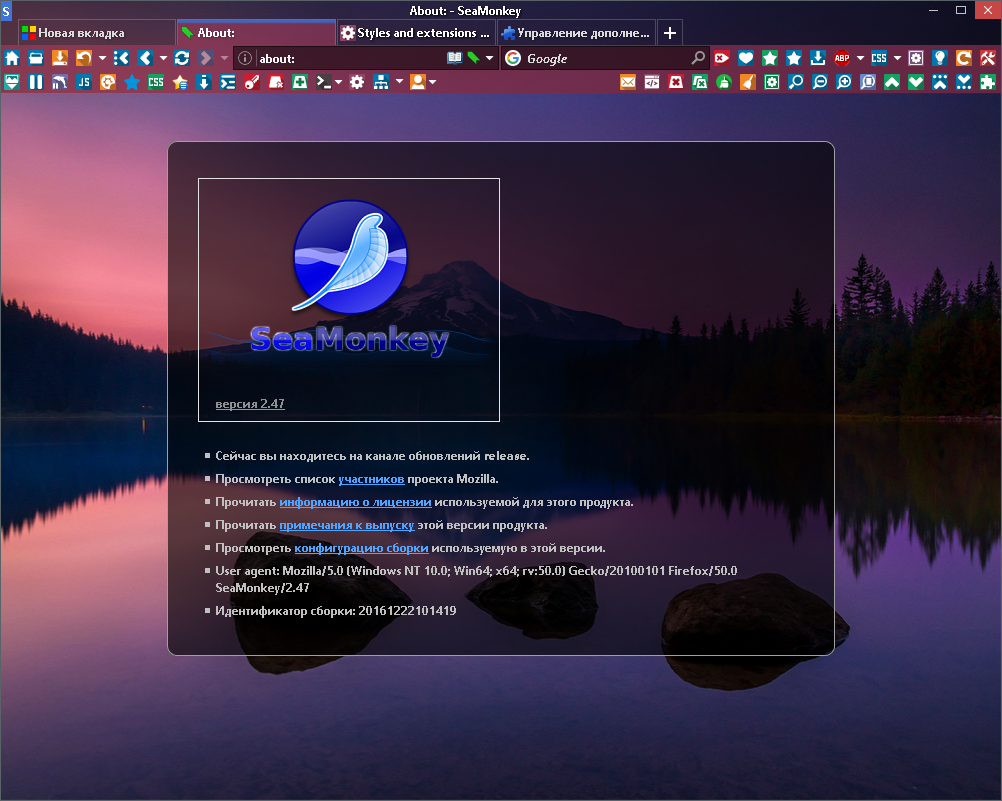 S
About: - SeaMonkey
Новая вкладка
About:
Styles and extensions ...
Управление дополне...
about:
Google
ABP
CSS
JS
CSS
SeaMonkey
версия 2.47
Сейчас вы находитесь на канале обновлений release.
Просмотреть список участников проекта Mozilla.
Прочитать информацию о лицензии используемой для этого продукта.
Прочитать примечания к выпуску этой версии продукта.
Просмотреть конфигурацию сборки используемую в этой версии.
User agent: Mozilla/5.0 (Windows NT 10.0; Win64; x64; rv:50.0) Gecko/20100101 Firefox/50.0
SeaMonkey/2.47
Идентификатор сборки: 20161222101419